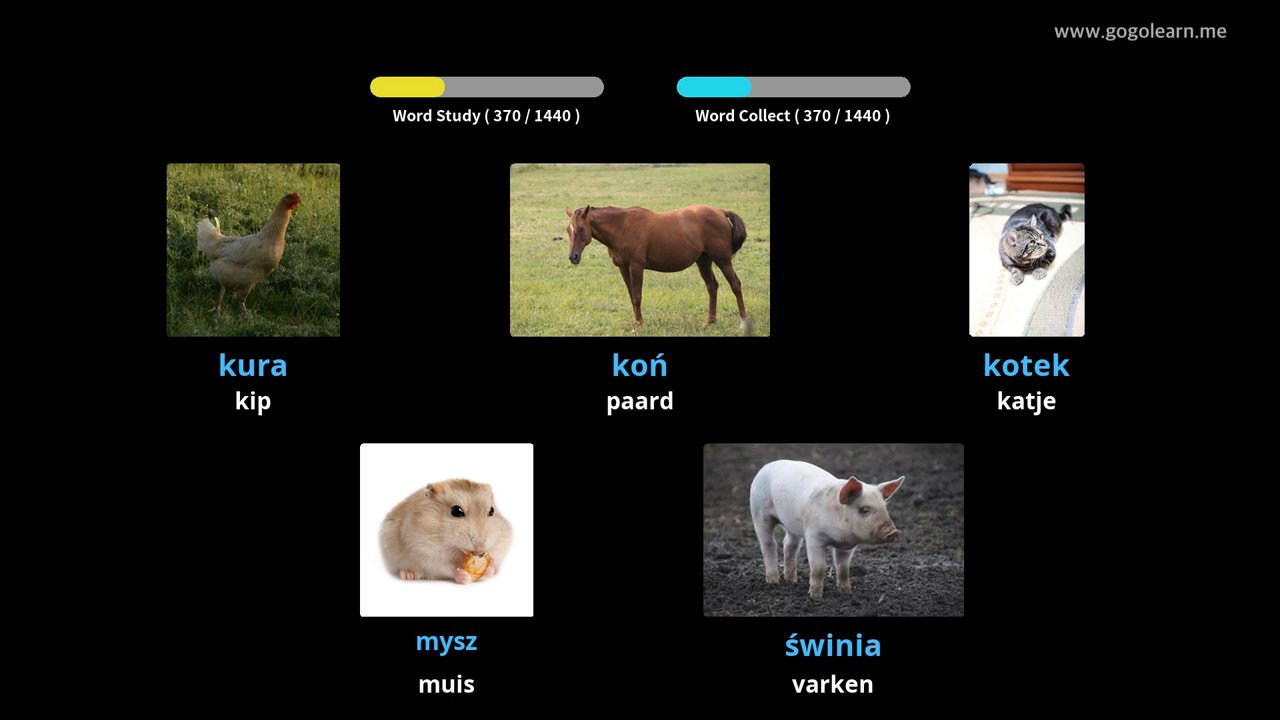 www.gogolearn.me
Word Study ( 370 / 1440 )
Word Collect ( 370 / 1440 )
kura
kip
koń
paard
kotek
katje
mysz
muis
świnia
varken